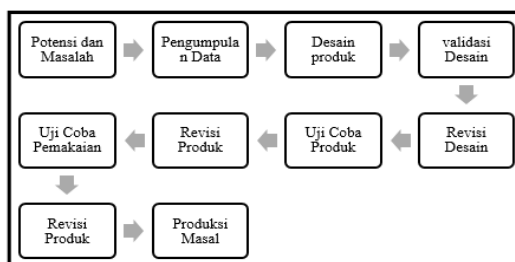 Potensi dan
Masalah
Pengumpula
n Data
Desain
produk
validasi
Desain
Revisi
Desain
Uji Coba
Produk
Revisi
Produk
Uji Coba
Pemakaian
Revisi
Produk
Produksi
Masal